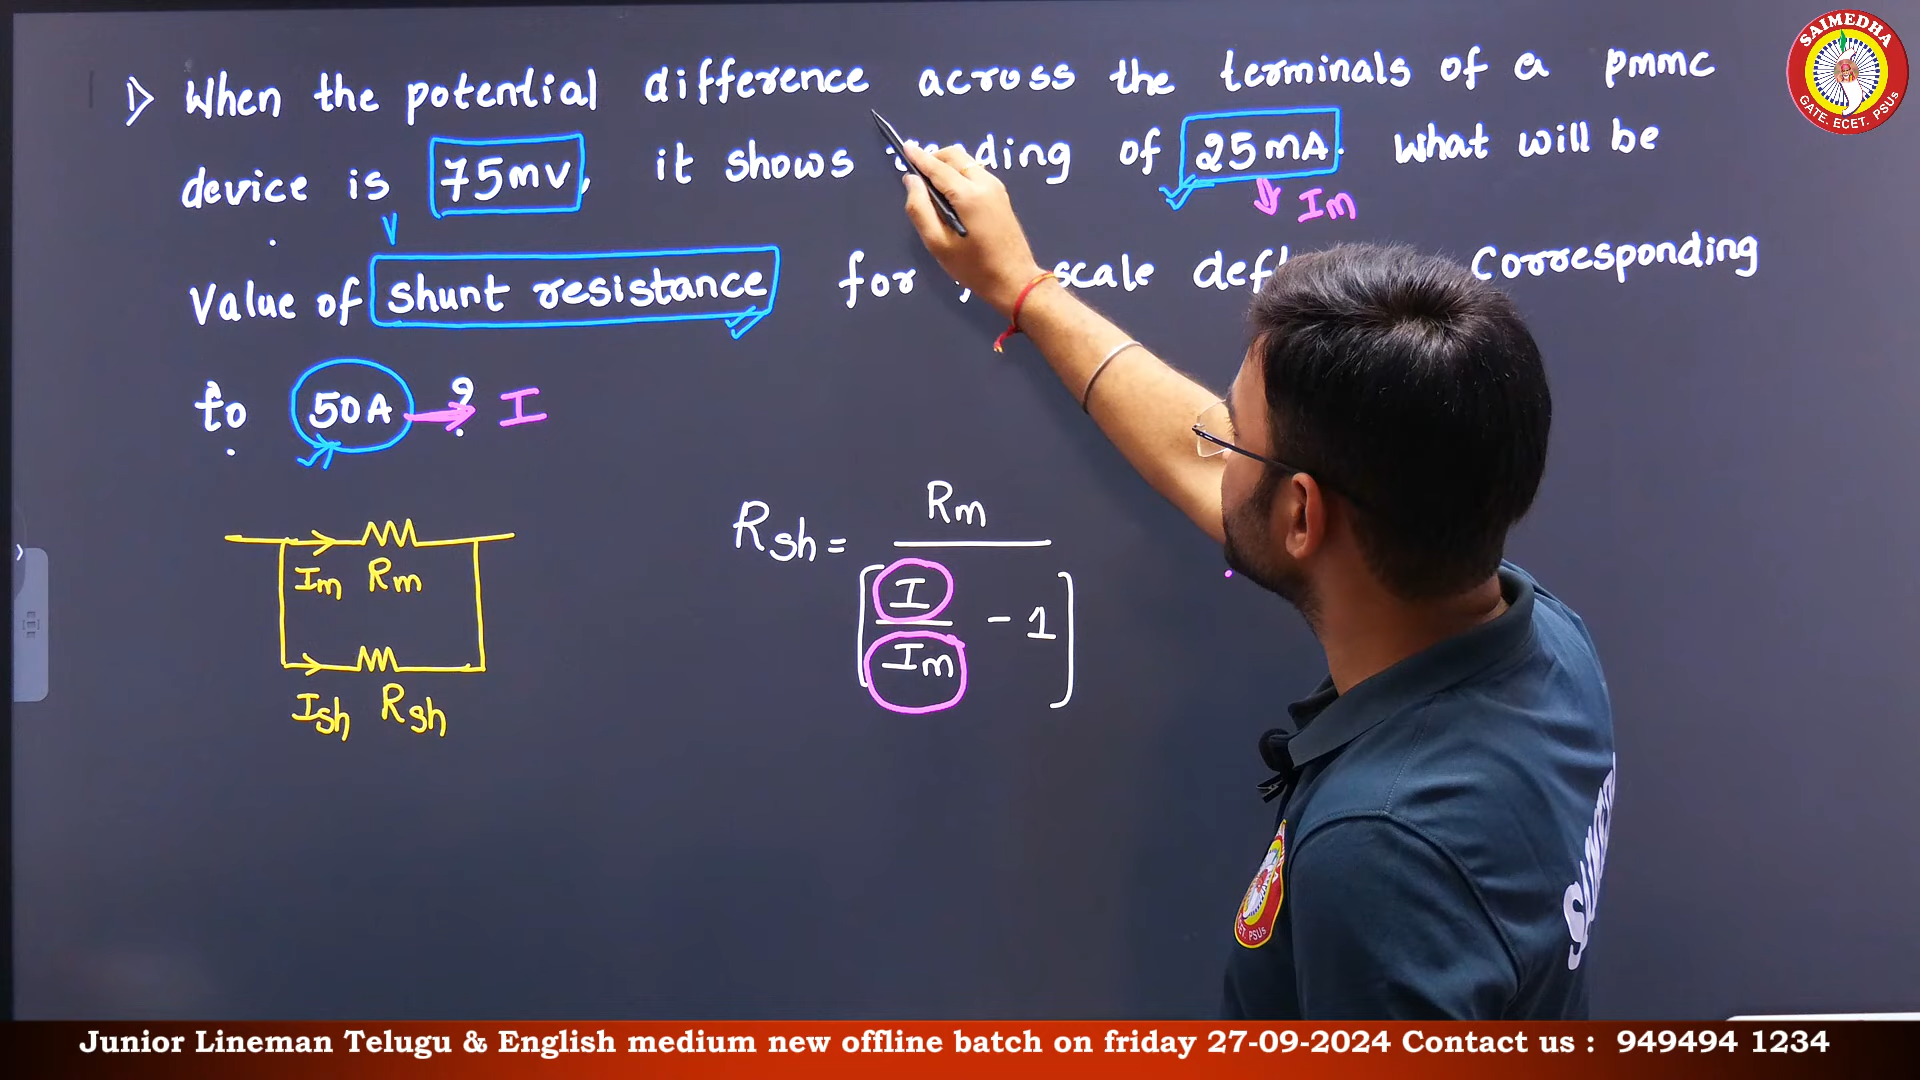 When the potential difference across the terminals of a PMMC
device is 75mV, it shows of 25mA. What will be
V
Im
Value of shunt resistance for scale Corresponding
to 50A ? I
Im Rm
Ish Rsh
Rsh = Rm
[I/Im - 1]
SAIMEDHA
GATE. ECET. PSUs
ECET. PSUs
Junior Lineman Telugu & English medium new offline batch on friday 27-09-2024 Contact us : 949494 1234